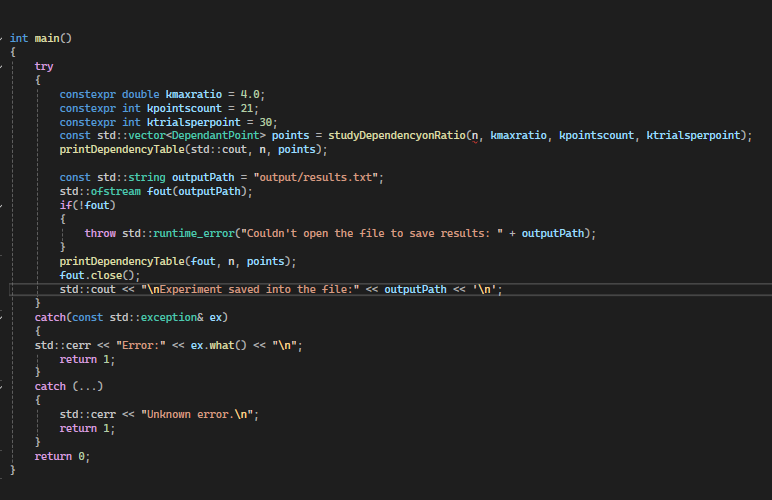 int main()
{
try
{
constexpr double kmaxratio = 4.0;
constexpr int kpointscount = 21;
constexpr int ktrialsperpoint = 30;
const std::vector<DependantPoint> points = studyDependencyonRatio(n, kmaxratio, kpointscount, ktrialsperpoint);
printDependencyTable(std::cout, n, points);
const std::string outputPath = "output/results.txt";
std::ofstream fout(outputPath);
if(!fout)
{
throw std::runtime_error("Couldn't open the file to save results: " + outputPath);
}
printDependencyTable(fout, n, points);
fout.close();
std::cout << "\nExperiment saved into the file:" << outputPath << '\n';
}
catch(const std::exception& ex)
{
std::cerr << "Error:" << ex.what() << "\n";
return 1;
}
catch (...)
{
std::cerr << "Unknown error.\n";
return 1;
}
return 0;
}